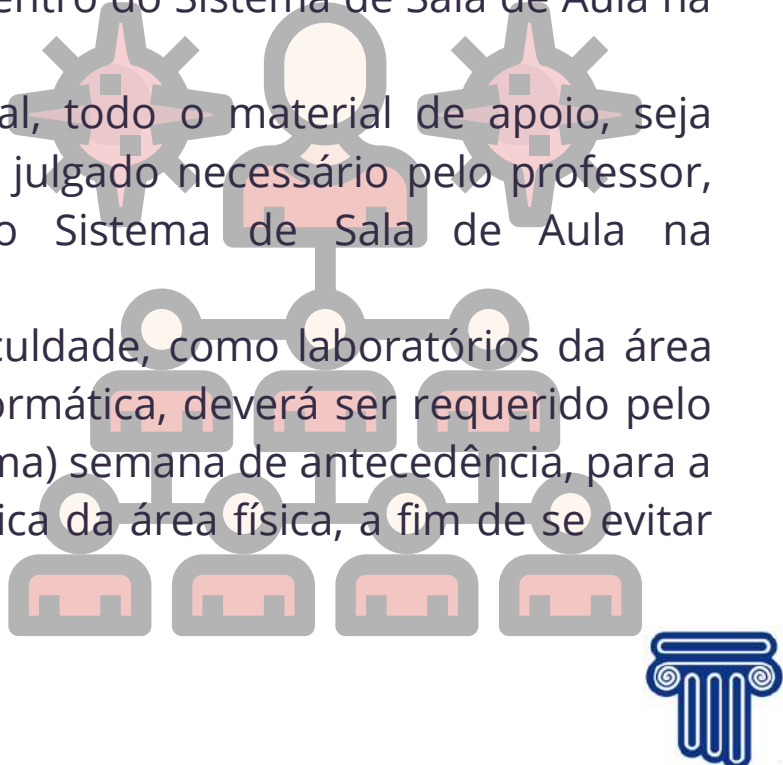 entro do Sistema de Sala de Aula na
al, todo o material de apoio, seja
julgado necessário pelo professor,
o Sistema de Sala de Aula na
culdade, como laboratórios da área
ormática, deverá ser requerido pelo
ma) semana de antecedência, para a
ica da área física, a fim de se evitar